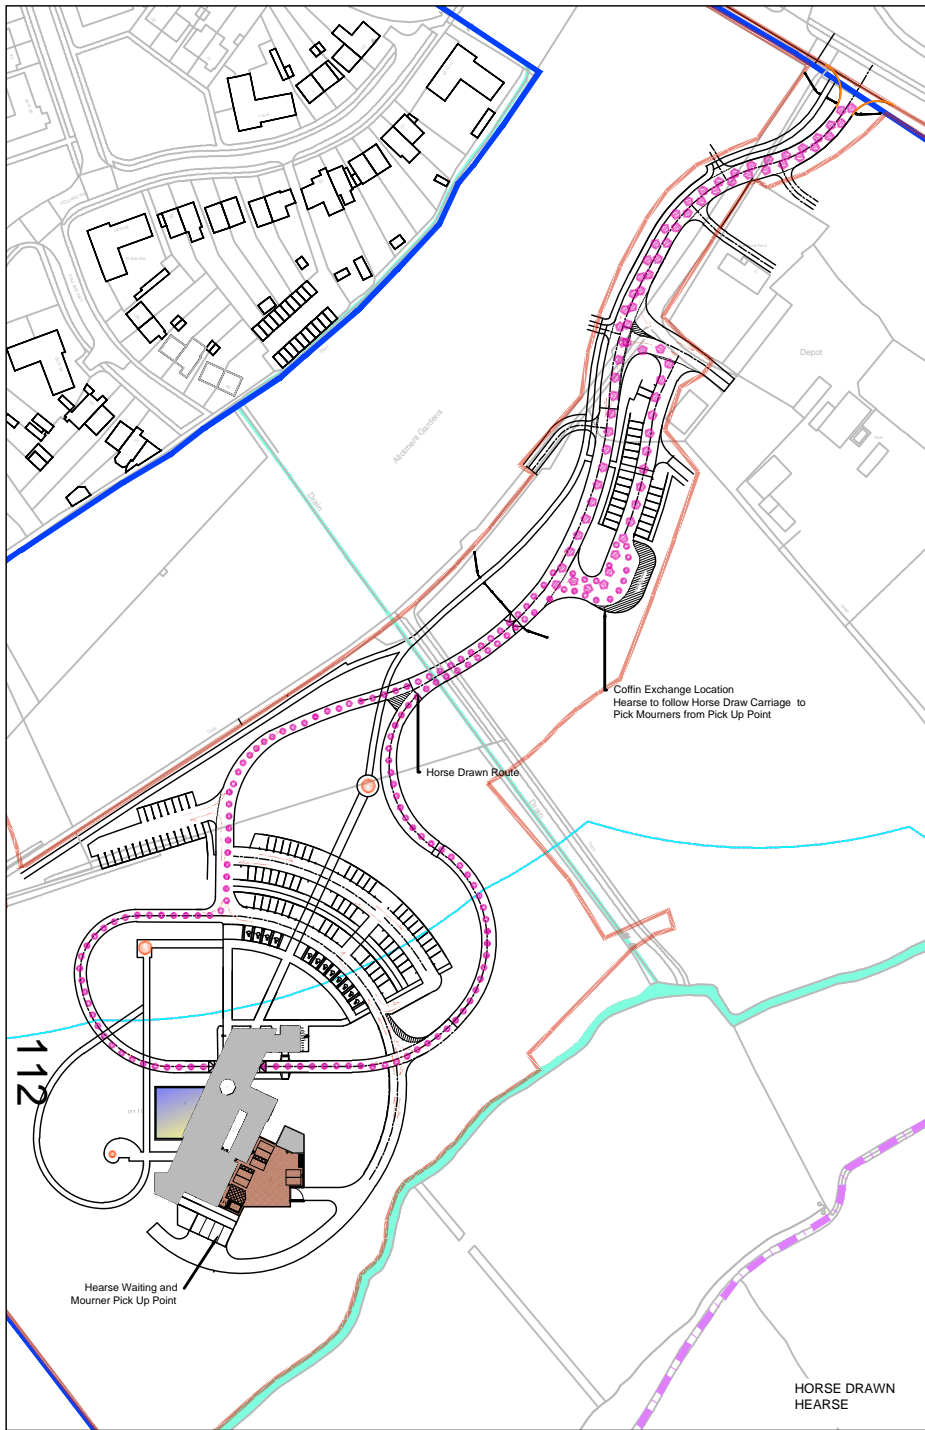 Depot
Allotment Gardens
Drain
Coffin Exchange Location
Hearse to follow Horse Draw Carriage to
Pick Mourners from Pick Up Point
Horse Drawn Route
Drain
112
Hearse Waiting and
Mourner Pick Up Point
HORSE DRAWN
HEARSE